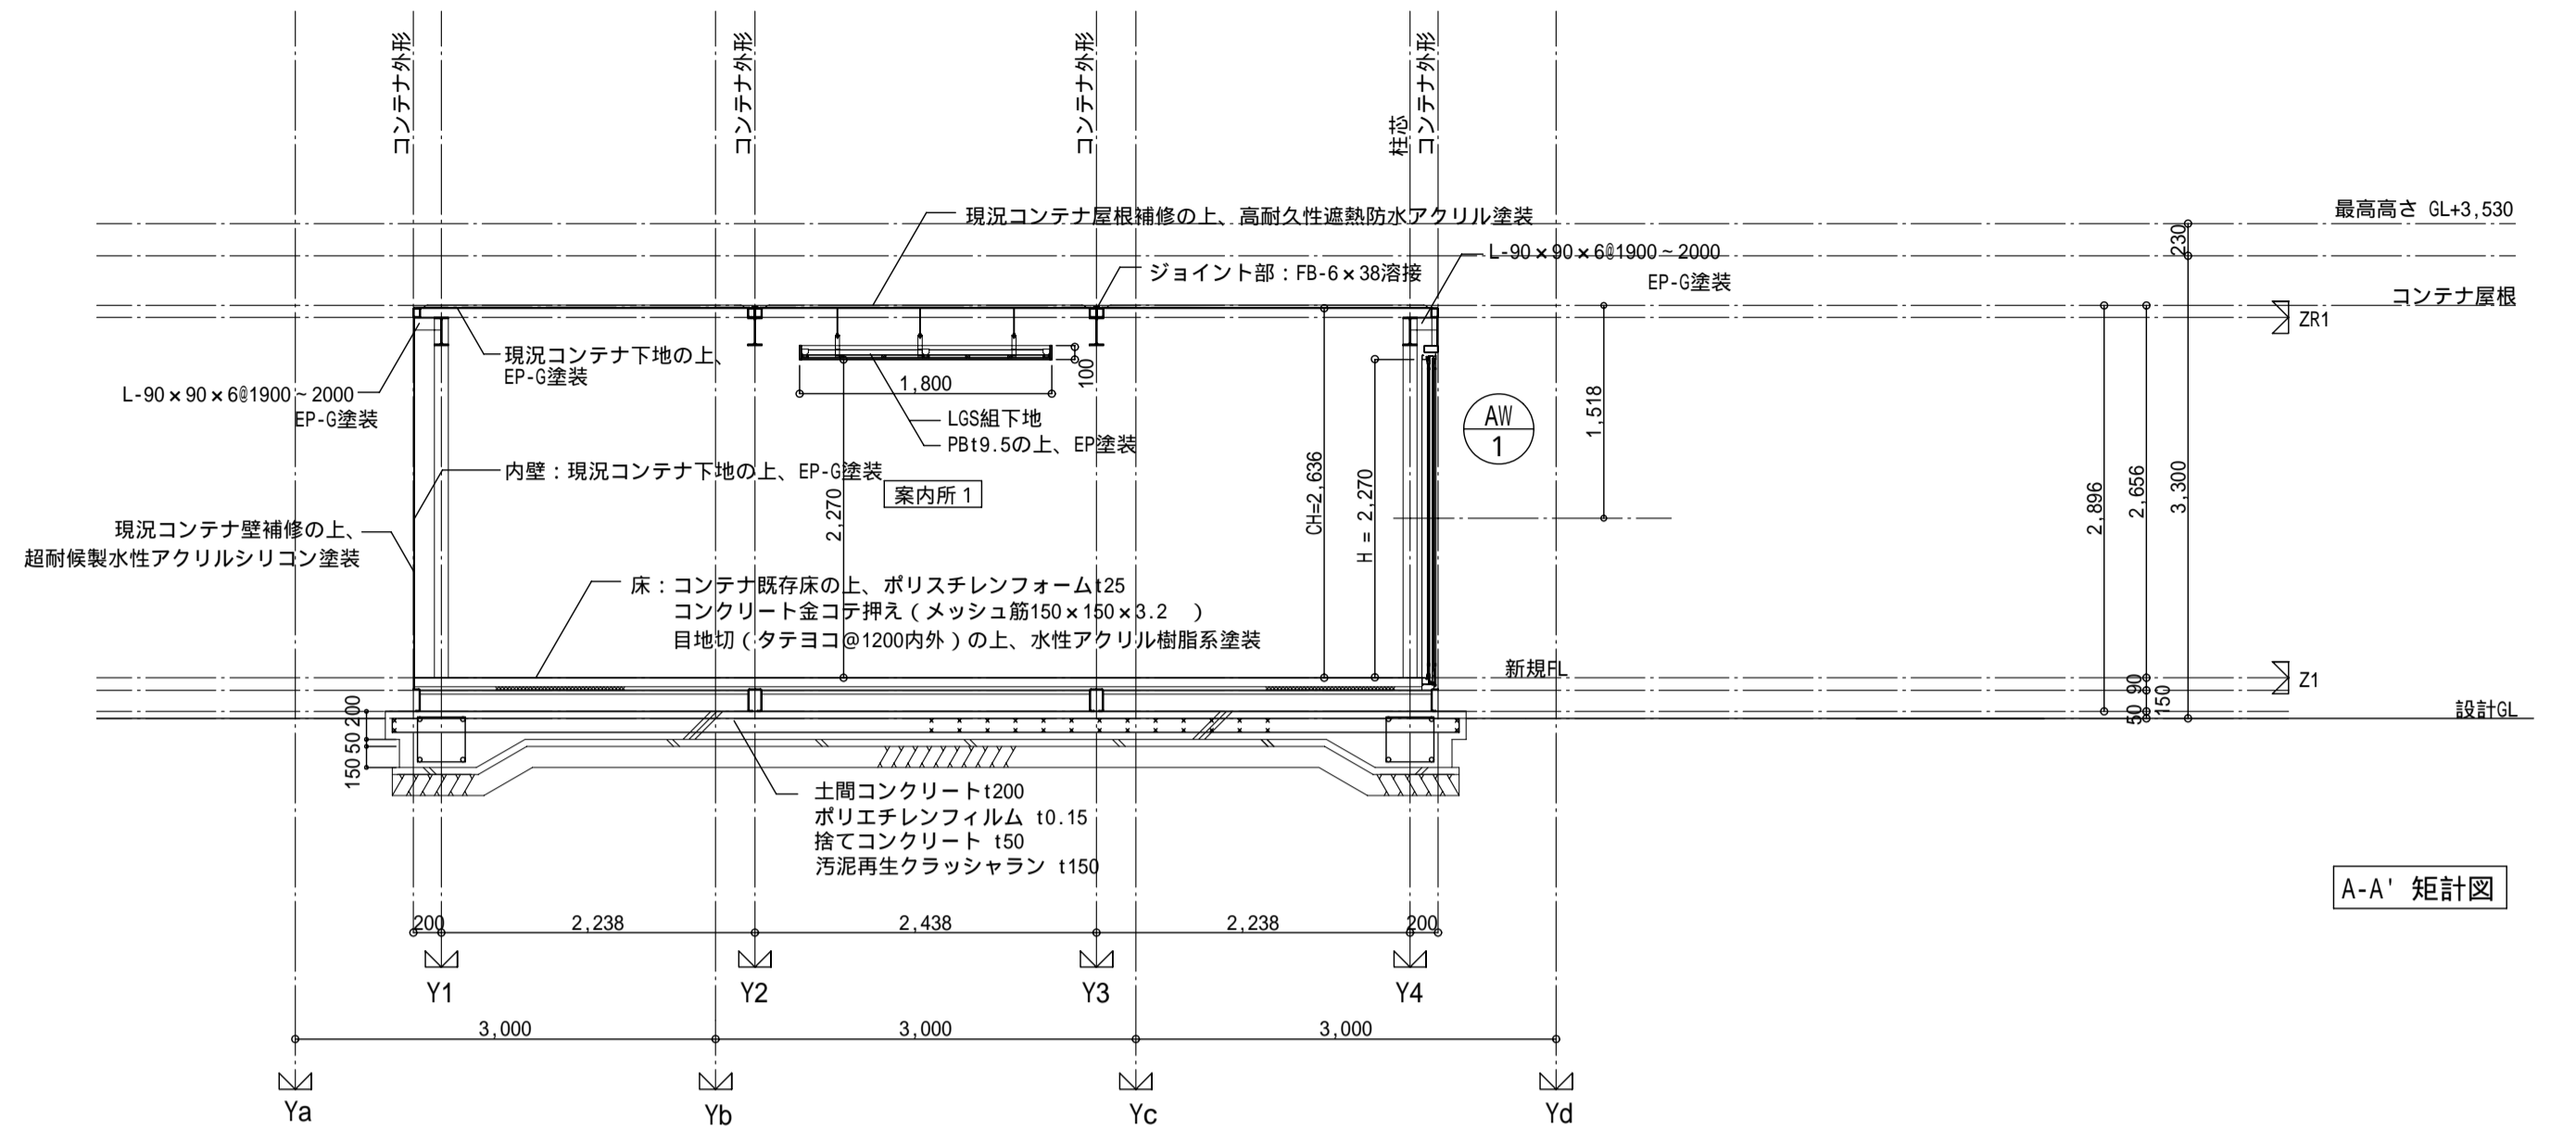 コンテナ外形
コンテナ外形
コンテナ外形
柱芯
コンテナ外形
最高高さ GL+3,530
現況コンテナ屋根補修の上、高耐久性遮熱防水アクリル塗装
230
L-90×90×6@1900~2000
EP-G塗装
ジョイント部:FB-6×38溶接
コンテナ屋根
ZR1
現況コンテナ下地の上、
EP-G塗装
100
1,800
L-90×90×6@1900~2000
EP-G塗装
LGS組下地
PBt9.5の上、EP塗装
AW
1
1,518
内壁:現況コンテナ下地の上、EP-G塗装
案内所1
2,270
CH=2,636
H = 2,270
2,896
2,656
3,300
現況コンテナ壁補修の上、
超耐候製水性アクリルシリコン塗装
床:コンテナ既存床の上、ポリスチレンフォームt25
コンクリート金コテ押え(メッシュ筋150×150×3.2 )
目地切(タテヨコ@1200内外)の上、水性アクリル樹脂系塗装
新規FL
Z1
90
150
50
設計GL
200
50
150
土間コンクリートt200
ポリエチレンフィルム t0.15
捨てコンクリート t50
汚泥再生クラッシャラン t150
A-A' 矩計図
200
2,238
2,438
2,238
200
Y1
Y2
Y3
Y4
3,000
3,000
3,000
Ya
Yb
Yc
Yd